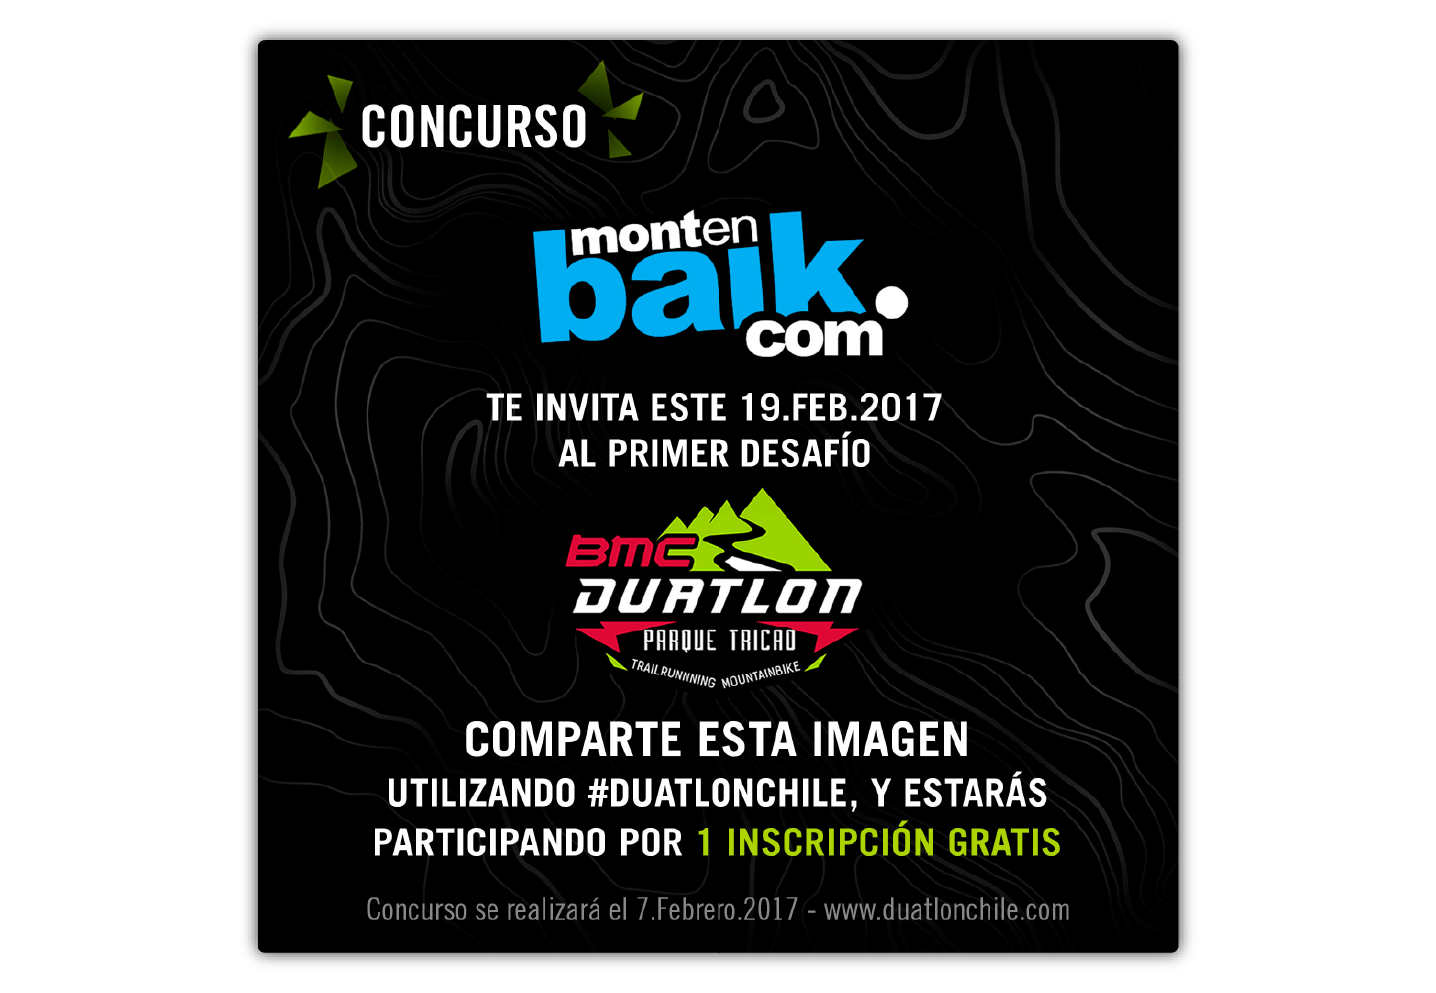 CONCURSO
monten
baik
.com
TE INVITA ESTE 19.FEB.2017
AL PRIMER DESAFÍO
BMC
DUATLON
PARQUE TRICAO
TRAILRUNNNING MOUNTAINBIKE
COMPARTE ESTA IMAGEN
UTILIZANDO #DUATLONCHILE, Y ESTARÁS
PARTICIPANDO POR 1 INSCRIPCIÓN GRATIS
Concurso se realizará el 7.Febrero.2017 - www.duatlonchile.com